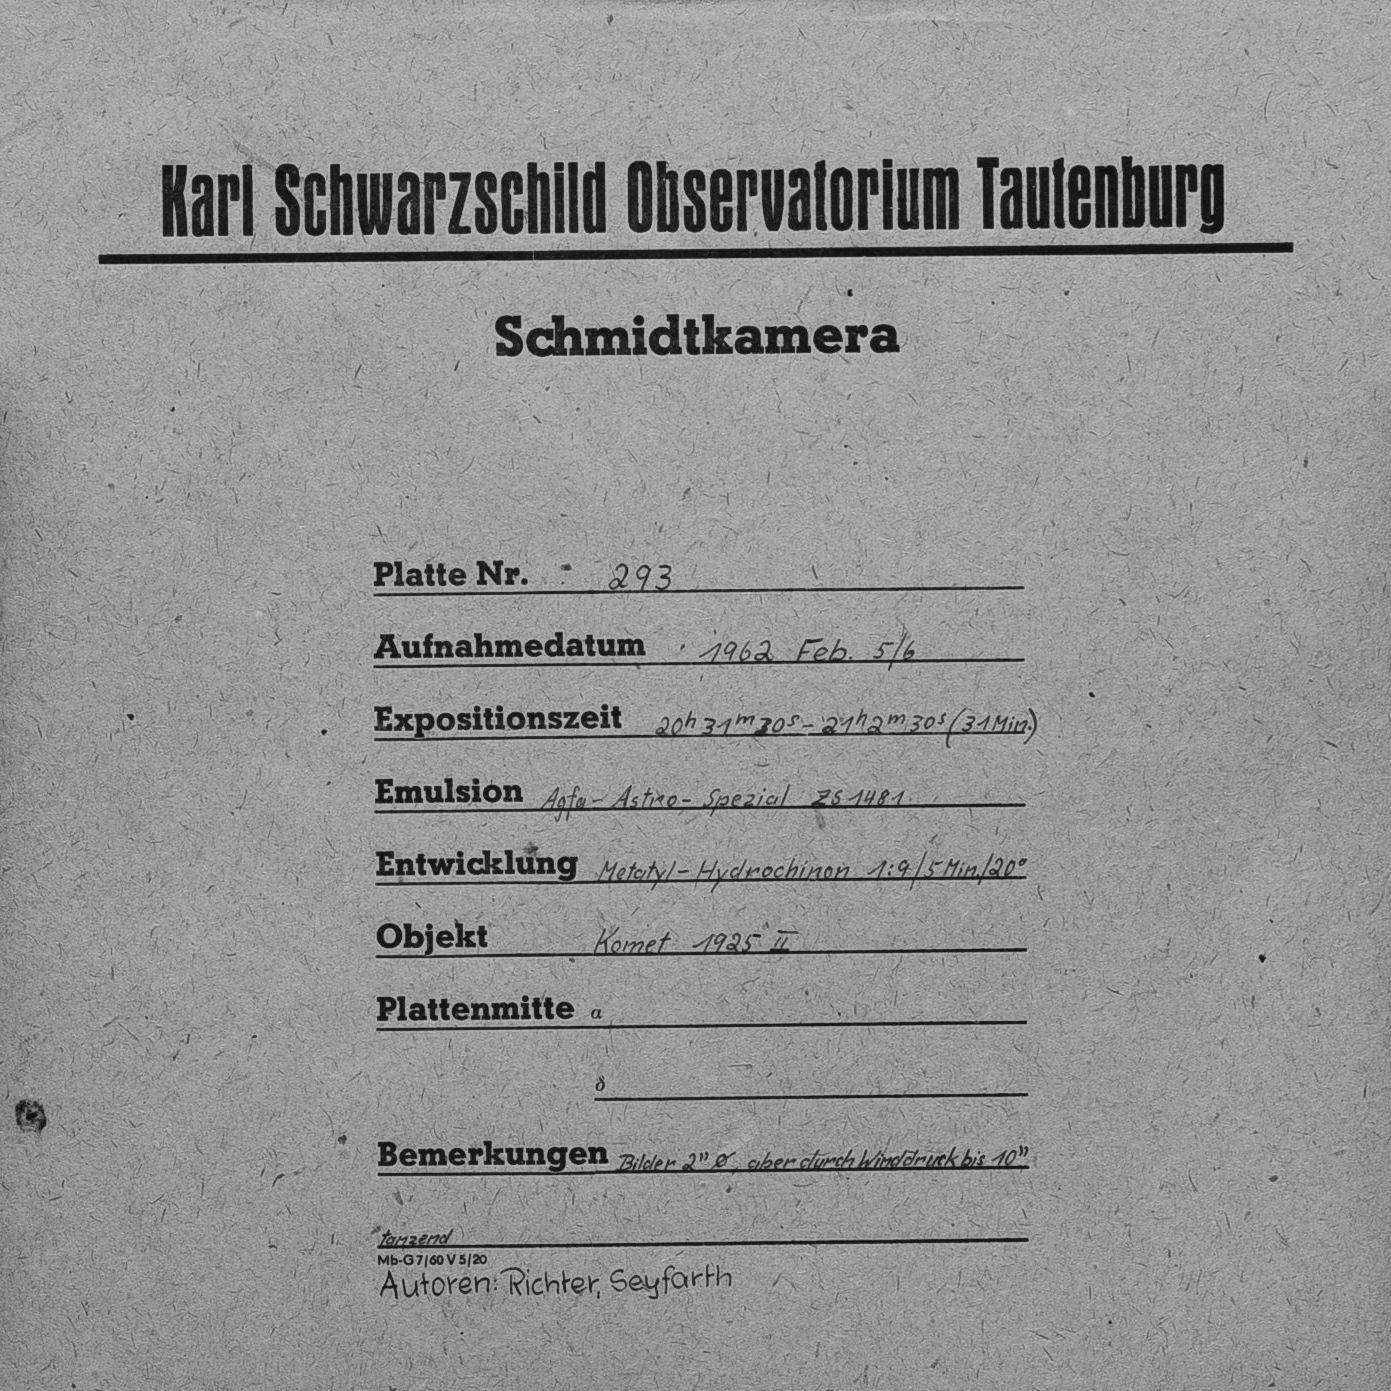 Karl Schwarzschild Observatorium Tautenburg
Schmidtkamera
Platte Nr. 293
Aufnahmedatum 1962 Feb. 5/6
Expositionszeit 20h 31m 30s – 21h 2m 30s (31 Min.)
Emulsion Agfa - Astro - Spezial ZS 1481
Entwicklung Metatyl - Hydrochinon 1:9/5 Min./20°
Objekt Komet 1925 II
Plattenmitte α
δ
Bemerkungen Bilder 2" ø, aber durch Winddruck bis 10"
tanzend
Mb-G 7/60 V 5/20
Autoren: Richter, Seyfarth